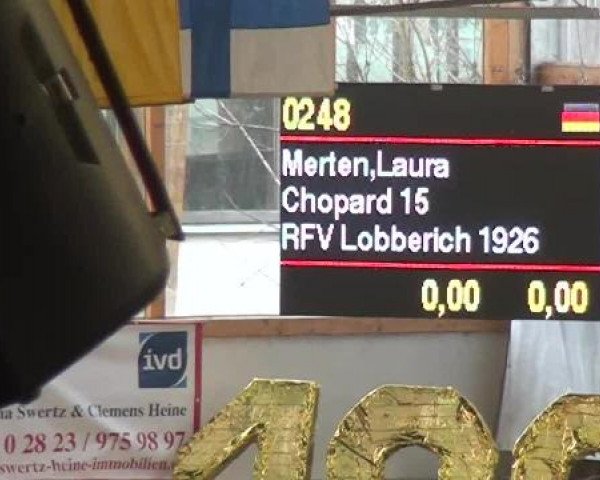 0248
Merten,Laura
Chopard 15
RFV Lobberich 1926
0,00 0,00
ivd
Swertz & Clemens Heine
0 28 23 / 975 98 97
swertz-heine-immobilien.
100